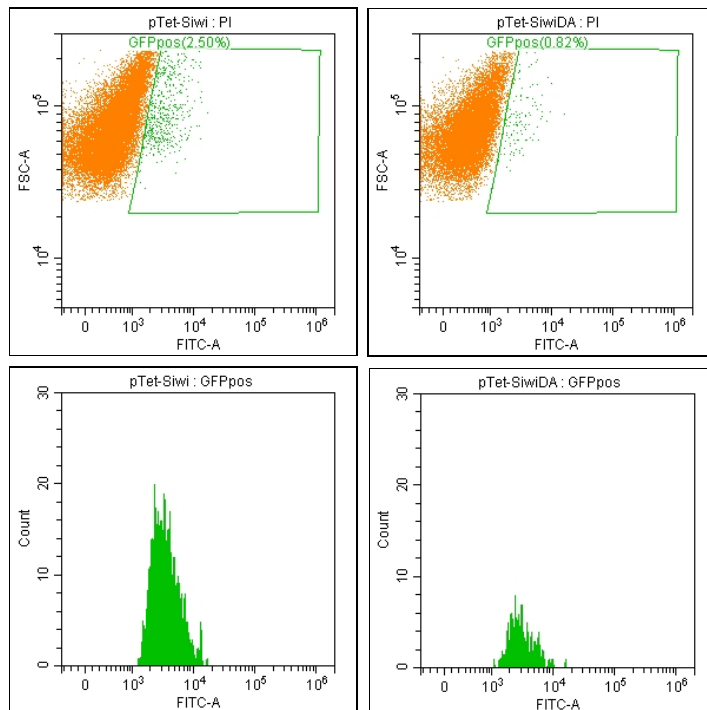 pTet-Siwi : PI
GFPpos(2.50%)
FSC-A
10^5
10^4
0 10^3 10^4 10^5 10^6
FITC-A
pTet-SiwiDA : PI
GFPpos(0.82%)
FSC-A
10^5
10^4
0 10^3 10^4 10^5 10^6
FITC-A
pTet-Siwi : GFPpos
Count
30
20
10
0
0 10^3 10^4 10^5 10^6
FITC-A
pTet-SiwiDA : GFPpos
Count
30
20
10
0
0 10^3 10^4 10^5 10^6
FITC-A